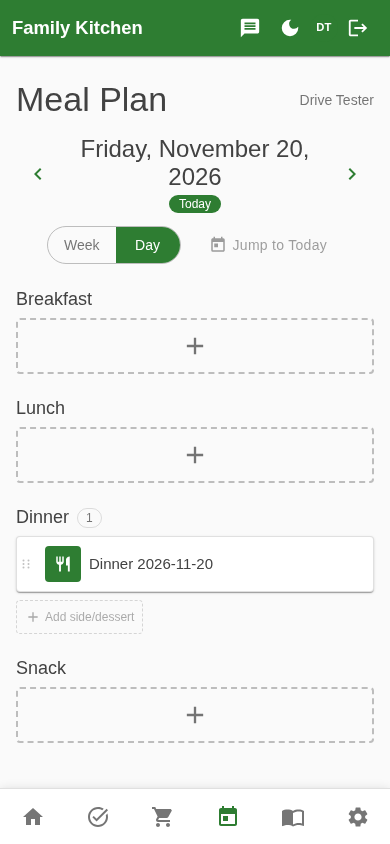 Family Kitchen DT
Meal Plan Drive Tester
Friday, November 20,
2026
Today
Week Day Jump to Today
Breakfast
Lunch
Dinner 1
Dinner 2026-11-20
Add side/dessert
Snack